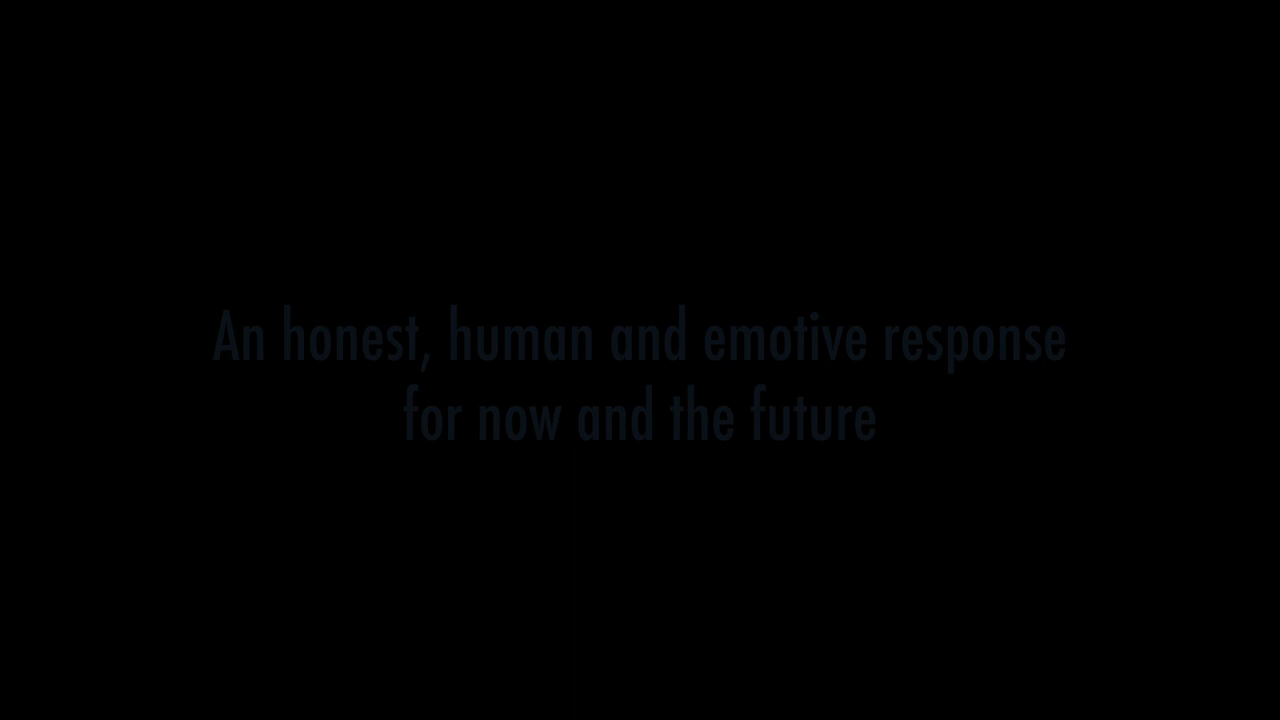 An honest, human and emotive response
for now and the future